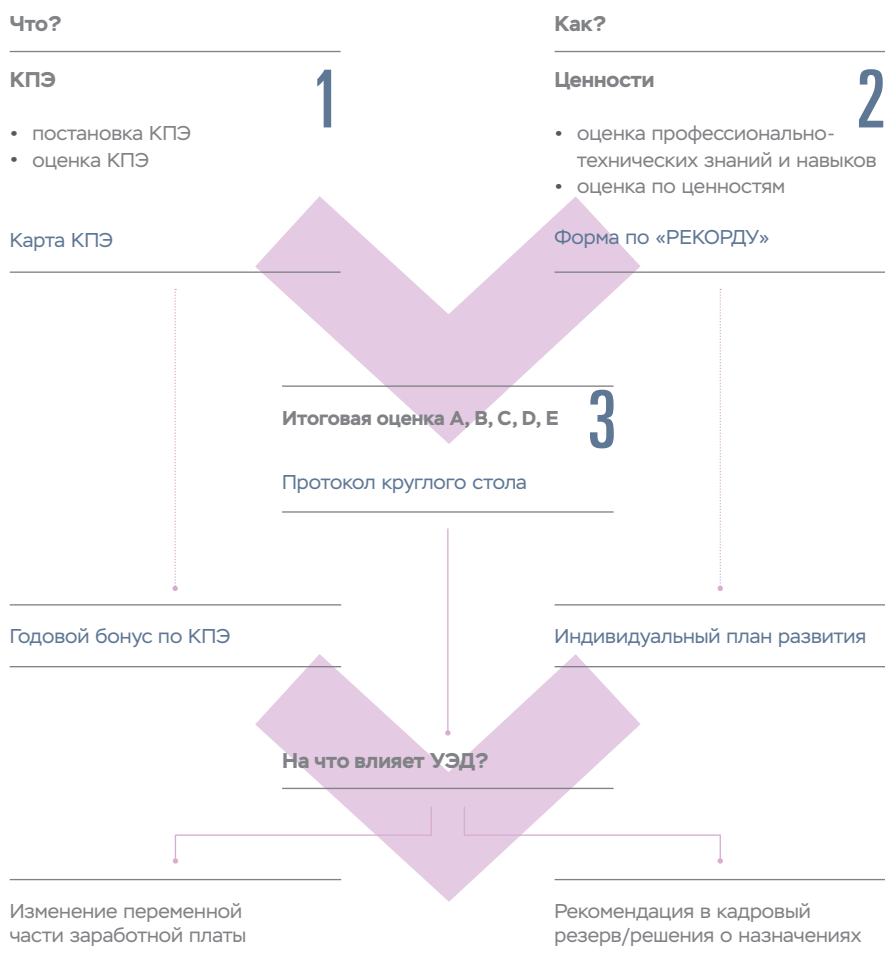 Что?
КПЭ
1
• постановка КПЭ
• оценка КПЭ
Карта КПЭ
Как?
Ценности
2
• оценка профессионально-
технических знаний и навыков
• оценка по ценностям
Форма по «РЕКОРДУ»
Итоговая оценка A, B, C, D, E
3
Протокол круглого стола
Годовой бонус по КПЭ
Индивидуальный план развития
На что влияет УЭД?
Изменение переменной
части заработной платы
Рекомендация в кадровый
резерв/решения о назначениях